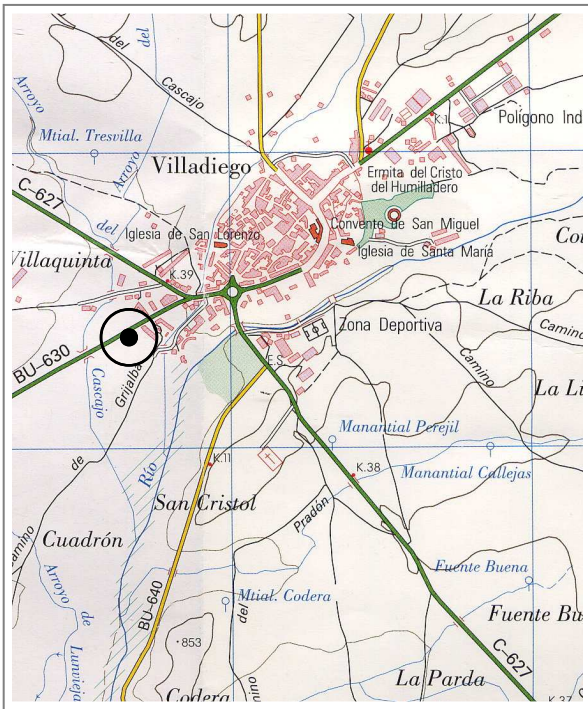 del
del
Cascajo
Arroyo
Mtial. Tresvilla
Arroyo
K.1
Polígono Ind
Villadiego
Ermita del Cristo
del Humilladero
C-627
del
Iglesia de San Lorenzo
Convento de San Miguel
Iglesia de Santa María
Villaquinta
K.39
La Riba
Camino
Zona Deportiva
BU-630
Cascajo
Grijalba
E.S.
Camino
La Li
Manantial Perejil
de
Río
K.11
K.38
Manantial Callejas
San Cristol
Pradón
Cuadrón
Camino
Arroyo
de
Lunvieja
BU-640
Mtial. Codera
del
Fuente Buena
Fuente Bu
853
C-627
La Parda
Codera
K.37